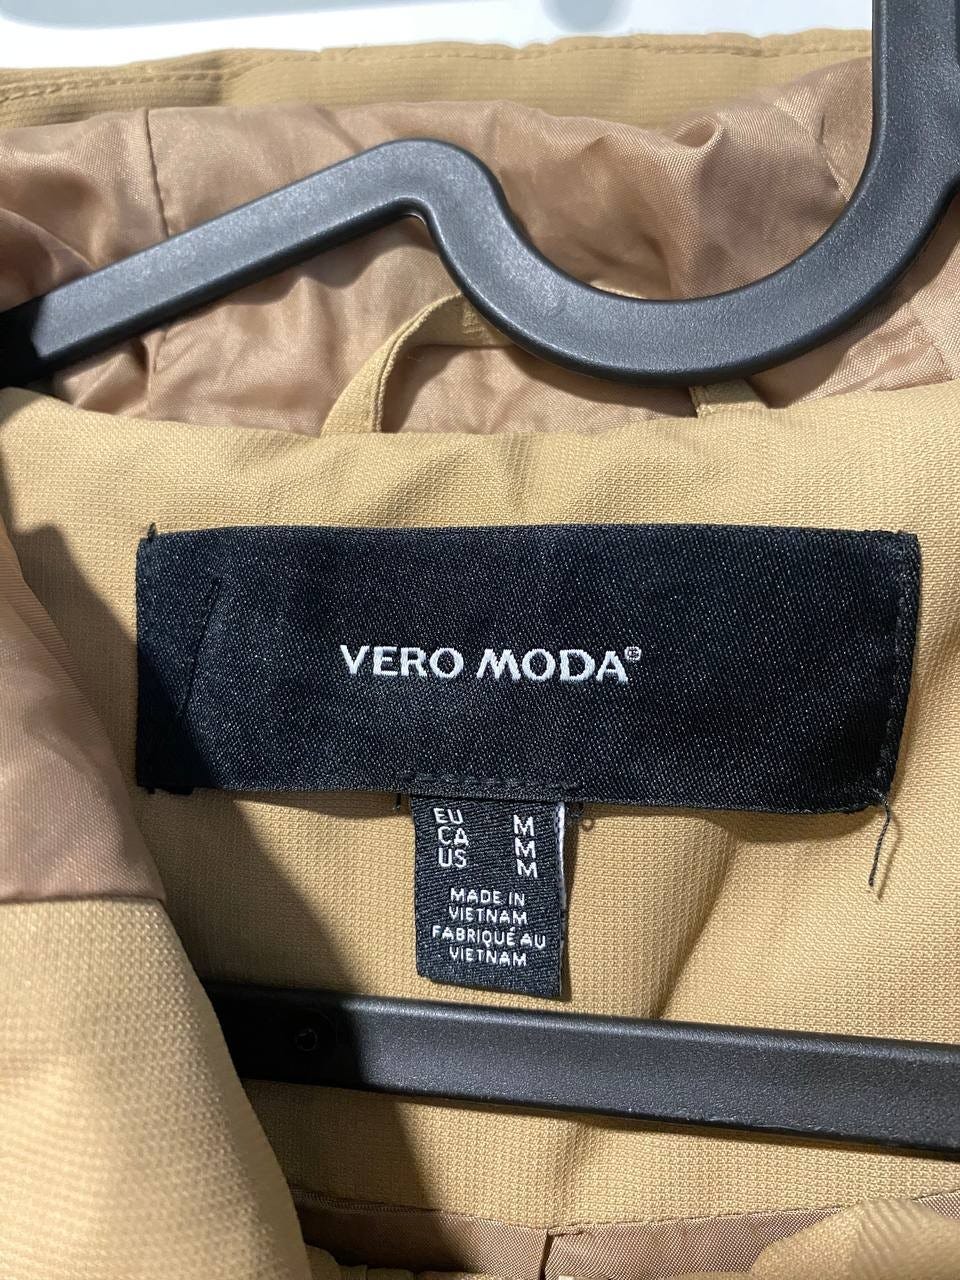 VERO MODA®
EU M
CA M
US M
MADE IN
VIETNAM
FABRIQUÉ AU
VIETNAM